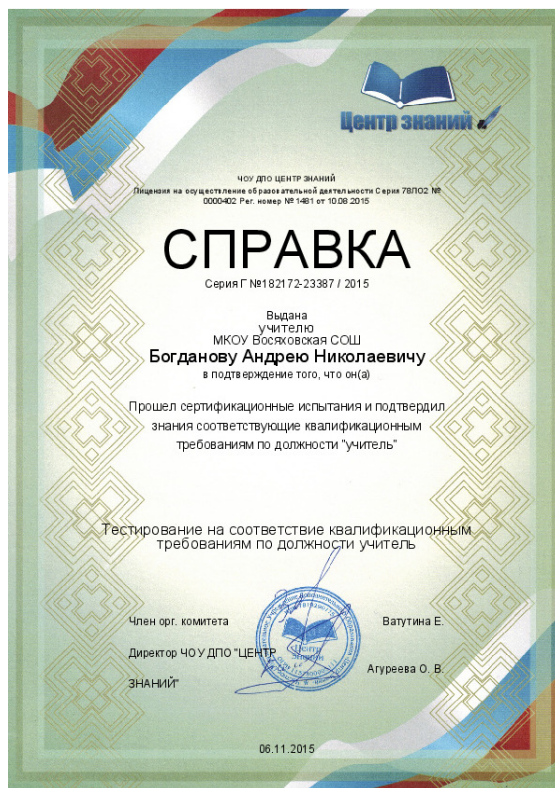 Центр знаний
ЧОУ ДПО ЦЕНТР ЗНАНИЙ
Лицензия на осуществление образовательной деятельности Серия 78ЛО2 №
0000402 Рег. номер № 1481 от 10.08.2015
СПРАВКА
Серия Г №182172-23387 / 2015
Выдана
учителю
МКОУ Восяховская СОШ
Богданову Андрею Николаевичу
в подтверждение того, что он(а)
Прошел сертификационные испытания и подтвердил
знания соответствующие квалификационным
требованиям по должности "учитель"
Тестирование на соответствие квалификационным
требованиям по должности учитель
Член орг. комитета Ватутина Е.
Директор ЧОУ ДПО "ЦЕНТР
ЗНАНИЙ" Агуреева О. В.
Центр
Знаний
06.11.2015